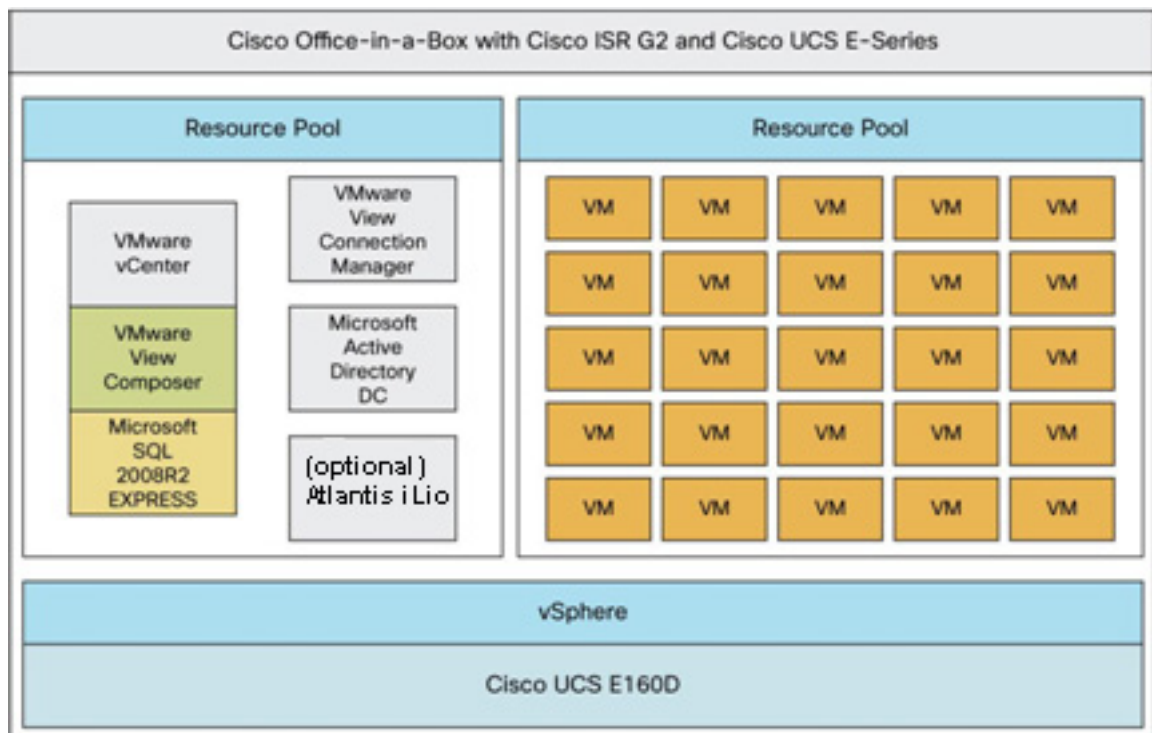 Cisco Office-in-a-Box with Cisco ISR G2 and Cisco UCS E-Series
Resource Pool
VMware
vCenter
VMware
View
Composer
Microsoft
SQL
2008R2
EXPRESS
VMware
View
Connection
Manager
Microsoft
Active
Directory
DC
(optional)
Atlantis iLio
Resource Pool
VM VM VM VM VM
VM VM VM VM VM
VM VM VM VM VM
VM VM VM VM VM
VM VM VM VM VM
vSphere
Cisco UCS E160D